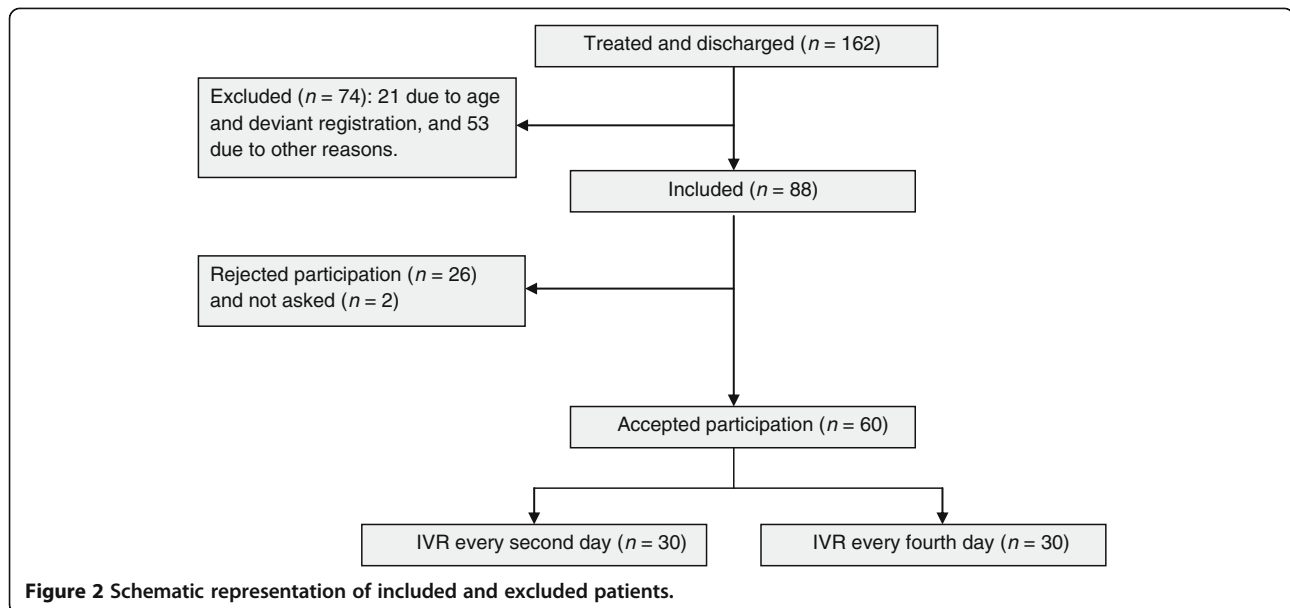 Treated and discharged (n = 162)
Excluded (n = 74): 21 due to age
and deviant registration, and 53
due to other reasons.
Included (n = 88)
Rejected participation (n = 26)
and not asked (n = 2)
Accepted participation (n = 60)
IVR every second day (n = 30)
IVR every fourth day (n = 30)
Figure 2 Schematic representation of included and excluded patients.